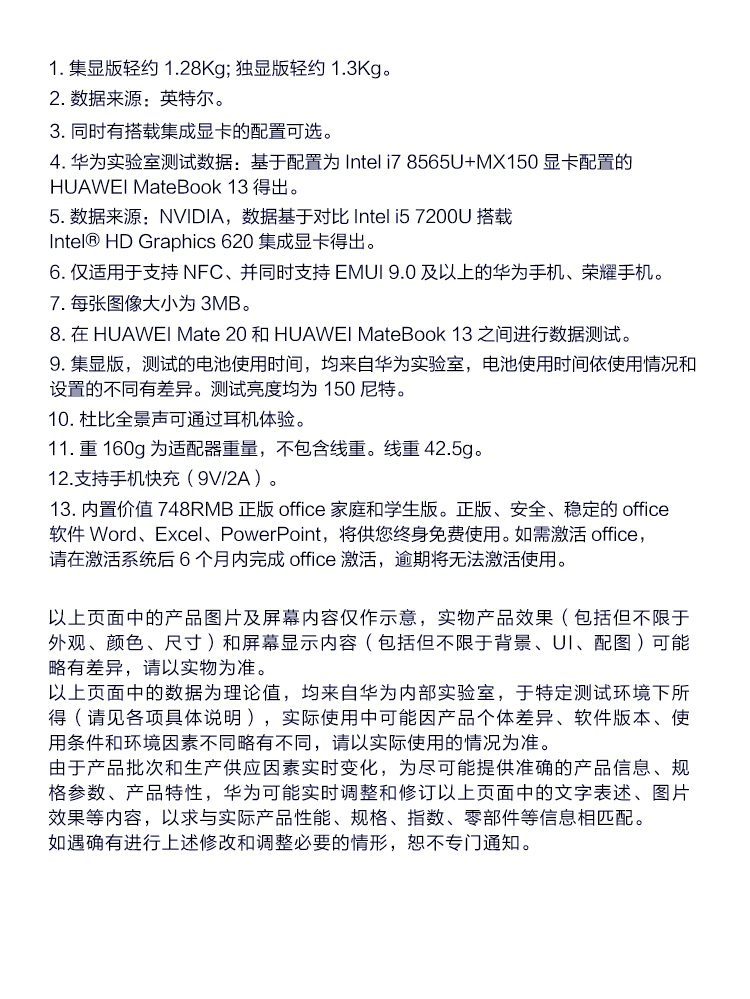 1. 集显版轻约 1.28Kg; 独显版轻约 1.3Kg。
2. 数据来源：英特尔。
3. 同时有搭载集成显卡的配置可选。
4. 华为实验室测试数据：基于配置为 Intel i7 8565U+MX150 显卡配置的
HUAWEI MateBook 13 得出。
5. 数据来源：NVIDIA，数据基于对比 Intel i5 7200U 搭载
Intel® HD Graphics 620 集成显卡得出。
6. 仅适用于支持 NFC、并同时支持 EMUI 9.0 及以上的华为手机、荣耀手机。
7. 每张图像大小为 3MB。
8. 在 HUAWEI Mate 20 和 HUAWEI MateBook 13 之间进行数据测试。
9. 集显版，测试的电池使用时间，均来自华为实验室，电池使用时间依使用情况和
设置的不同有差异。测试亮度均为 150 尼特。
10. 杜比全景声可通过耳机体验。
11. 重 160g 为适配器重量，不包含线重。线重 42.5g。
12.支持手机快充（9V/2A）。
13. 内置价值 748RMB 正版 office 家庭和学生版。正版、安全、稳定的 office
软件 Word、Excel、PowerPoint，将供您终身免费使用。如需激活 office，
请在激活系统后 6 个月内完成 office 激活，逾期将无法激活使用。
以上页面中的产品图片及屏幕内容仅作示意，实物产品效果（包括但不限于
外观、颜色、尺寸）和屏幕显示内容（包括但不限于背景、UI、配图）可能
略有差异，请以实物为准。
以上页面中的数据为理论值，均来自华为内部实验室，于特定测试环境下所
得（请见各项具体说明），实际使用中可能因产品个体差异、软件版本、使
用条件和环境因素不同略有不同，请以实际使用的情况为准。
由于产品批次和生产供应因素实时变化，为尽可能提供准确的产品信息、规
格参数、产品特性，华为可能实时调整和修订以上页面中的文字表述、图片
效果等内容，以求与实际产品性能、规格、指数、零部件等信息相匹配。
如遇确有进行上述修改和调整必要的情形，恕不专门通知。